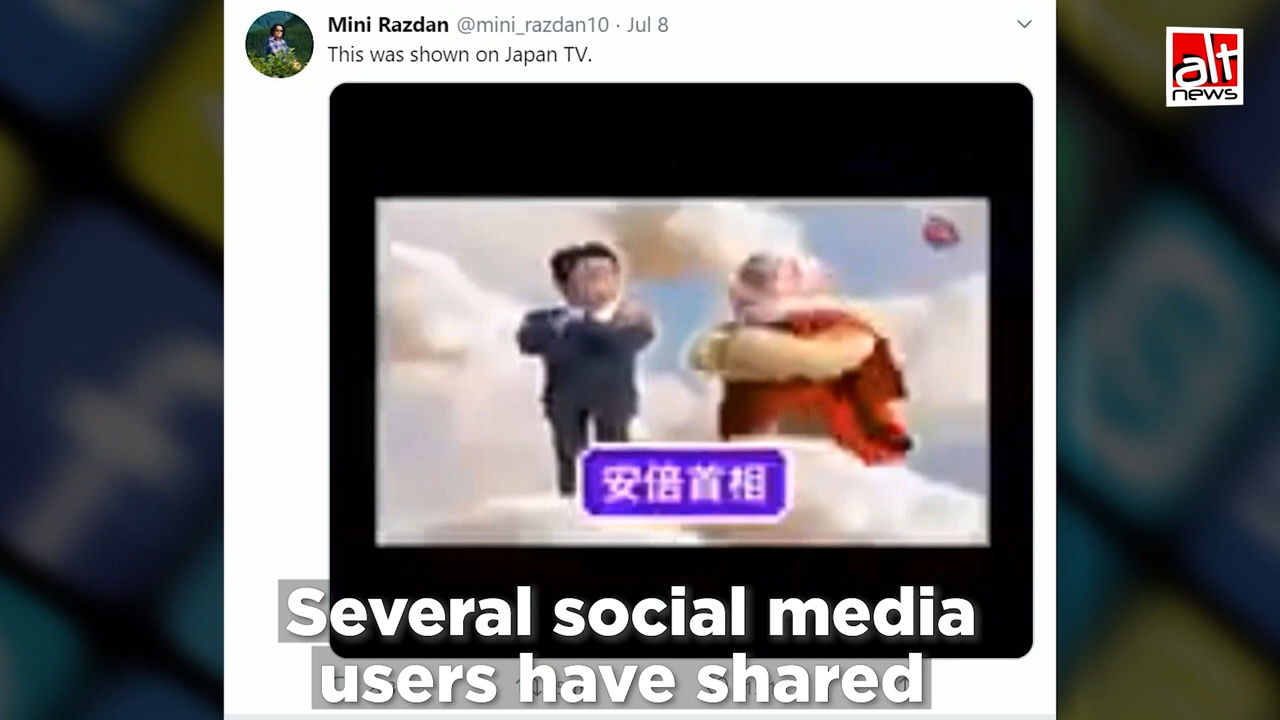 Mini Razdan @mini_razdan10 · Jul 8
This was shown on Japan TV.
alt
news
安倍首相
Several social media
users have shared